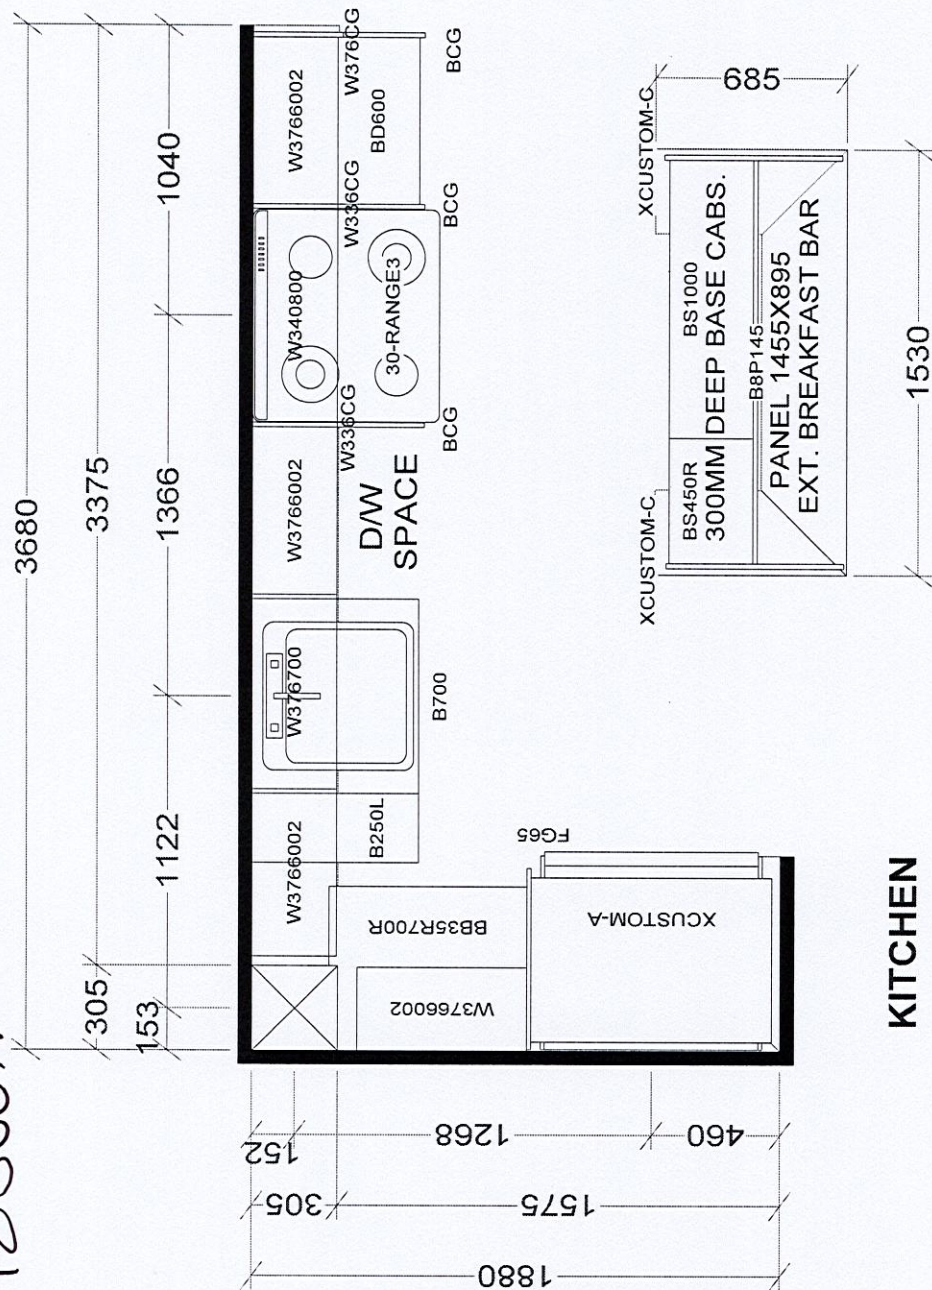 3680
3375
305
1040
1366
1122
153
W3766002
W376CG
BD600
BCG
W336CG
BCG
W340800
30-RANGE3
W336CG
BCG
W3766002
D/W
SPACE
W376700
B700
W3766002
B250L
FG65
BB35R700R
W3766002
XCUSTOM-A
152
1268
460
305
1575
1880
XCUSTOM-C
XCUSTOM-C
685
BS450R
BS1000
300MM DEEP BASE CABS.
B8P145
PANEL 1455X895
EXT. BREAKFAST BAR
1530
KITCHEN